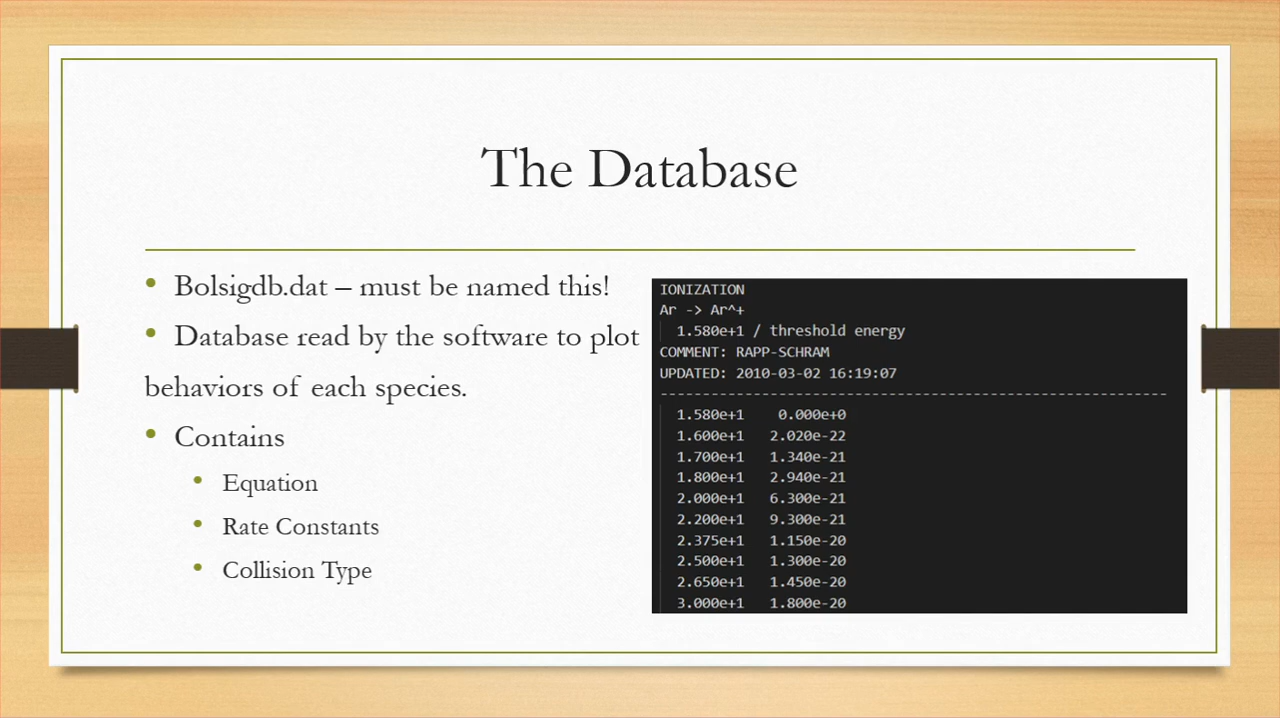 The Database
• Bolsigdb.dat – must be named this!
• Database read by the software to plot
behaviors of each species.
• Contains
• Equation
• Rate Constants
• Collision Type
IONIZATION
Ar -> Ar^+
1.580e+1 / threshold energy
COMMENT: RAPP-SCHRAM
UPDATED: 2010-03-02 16:19:07
------------------------------------------------------------
1.580e+1 0.000e+0
1.600e+1 2.020e-22
1.700e+1 1.340e-21
1.800e+1 2.940e-21
2.000e+1 6.300e-21
2.200e+1 9.300e-21
2.375e+1 1.150e-20
2.500e+1 1.300e-20
2.650e+1 1.450e-20
3.000e+1 1.800e-20